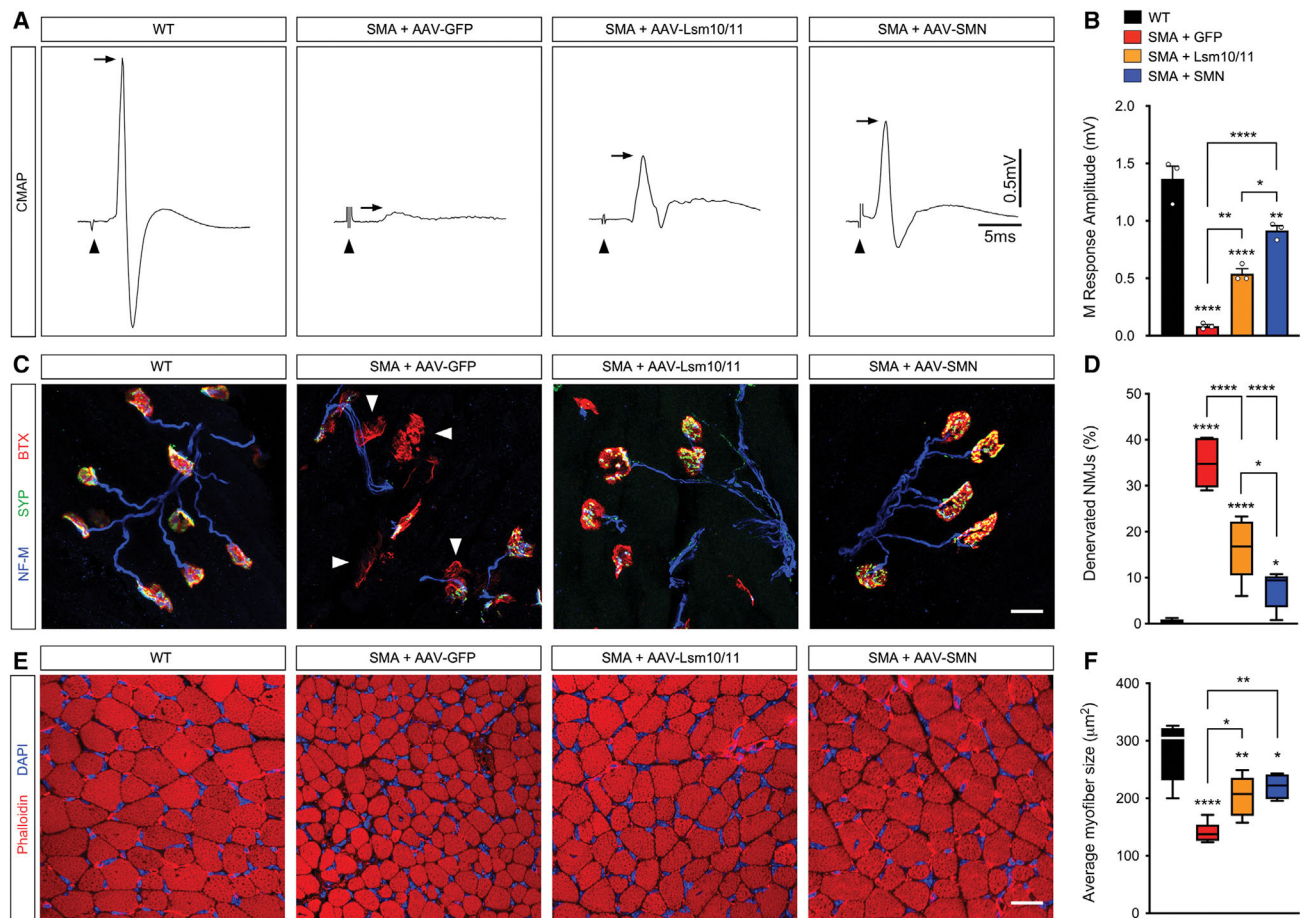 A
WT
SMA + AAV-GFP
SMA + AAV-Lsm10/11
SMA + AAV-SMN
CMAP
0.5mV
5ms
B
WT
SMA + GFP
SMA + Lsm10/11
SMA + SMN
M Response Amplitude (mV)
2.0
1.5
1.0
0.5
0.0
****
**
*
**
****
****
C
WT
SMA + AAV-GFP
SMA + AAV-Lsm10/11
SMA + AAV-SMN
NF-M SYP BTX
D
Denervated NMJs (%)
50
40
30
20
10
0
**** ****
****
*
****
*
E
WT
SMA + AAV-GFP
SMA + AAV-Lsm10/11
SMA + AAV-SMN
Phalloidin DAPI
F
Average myofiber size (μm²)
400
300
200
100
0
**
*
**
*
****